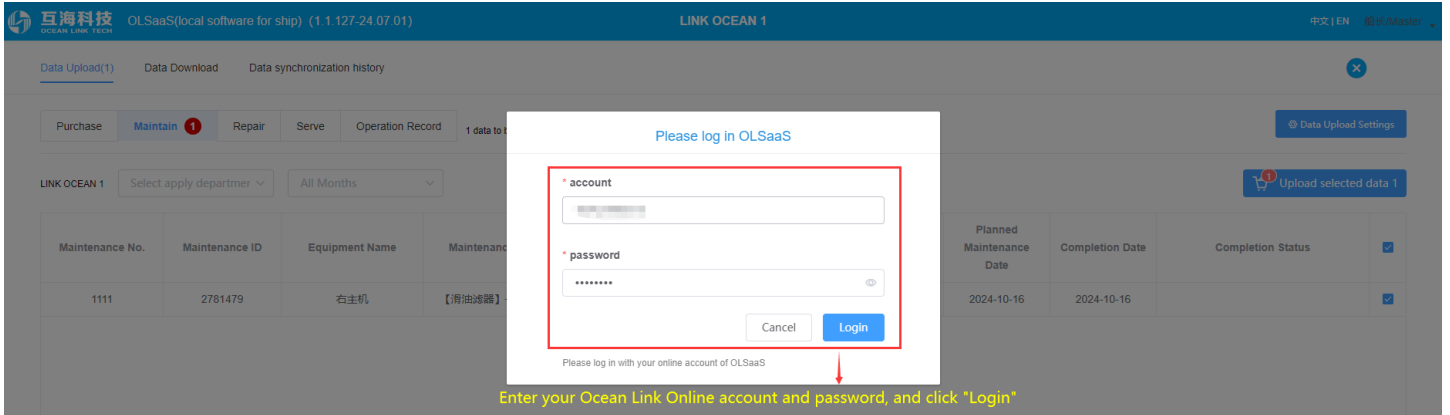 互海科技 OCEAN LINK TECH OLSaaS(local software for ship) (1.1.127-24.07.01) LINK OCEAN 1 中文 | EN 船长/Master
Data Upload(1) Data Download Data synchronization history
Purchase Maintain 1 Repair Serve Operation Record 1 data to Data Upload Settings
Please log in OLSaaS
LINK OCEAN 1 Select apply departmer All Months 1 Upload selected data 1
* account
Maintenance No. Maintenance ID Equipment Name Maintenanc Planned Maintenance Date Completion Date Completion Status
* password
••••••••
1111 2781479 右主机 【滑油滤器】 2024-10-16 2024-10-16
Cancel Login
Please log in with your online account of OLSaaS
Enter your Ocean Link Online account and password, and click "Login"